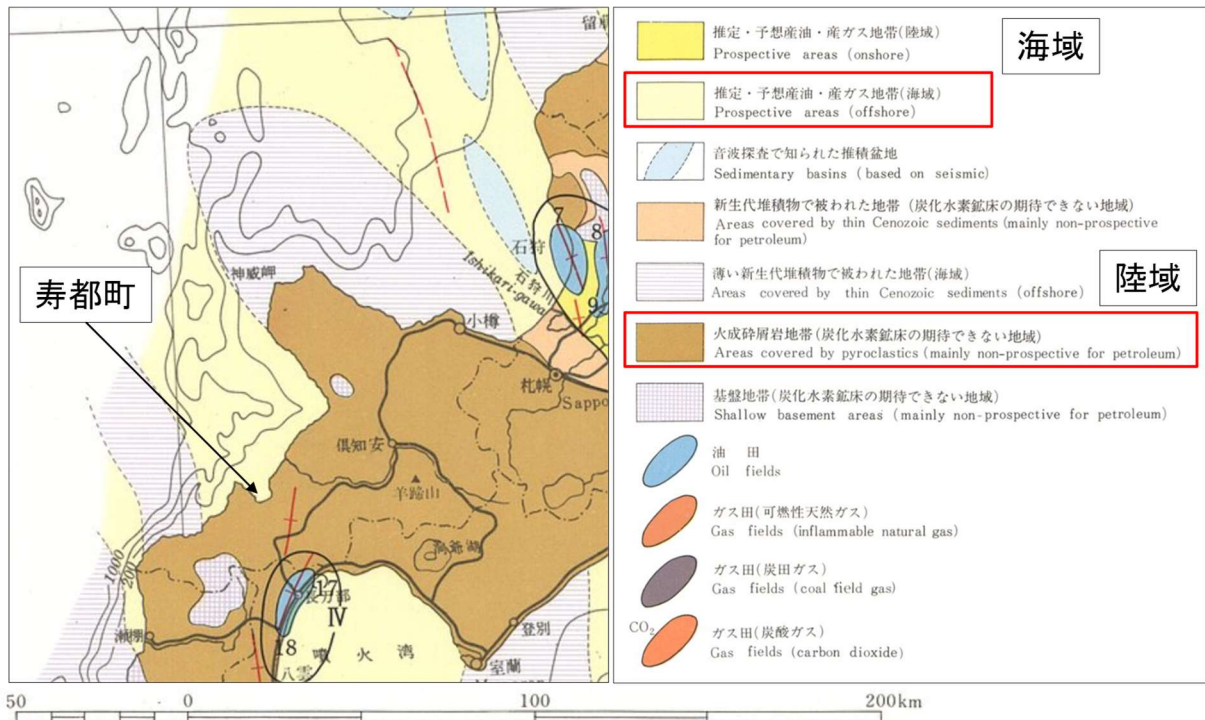 留
7
8
石狩
石狩川
Ishikari-gawa
9
神威岬
寿都町
小樽
札幌
Sappo
倶知安
羊蹄山
洞爺湖
1000
200
17
長万部
IV
瀬棚
18
登別
八雲
噴火湾
室蘭
推定・予想産油・産ガス地帯(陸域)
Prospective areas (onshore)
海域
推定・予想産油・産ガス地帯(海域)
Prospective areas (offshore)
音波探査で知られた堆積盆地
Sedimentary basins (based on seismic)
新生代堆積物で被われた地帯 (炭化水素鉱床の期待できない地域)
Areas covered by thin Cenozoic sediments (mainly non-prospective
for petroleum)
薄い新生代堆積物で被われた地帯(海域)
Areas covered by thin Cenozoic sediments (offshore)
陸域
火成砕屑岩地帯(炭化水素鉱床の期待できない地域)
Areas covered by pyroclastics (mainly non-prospective for petroleum)
基盤地帯(炭化水素鉱床の期待できない地域)
Shallow basement areas (mainly non-prospective for petroleum)
油 田
Oil fields
ガス田(可燃性天然ガス)
Gas fields (inflammable natural gas)
ガス田(炭田ガス)
Gas fields (coal field gas)
CO₂
ガス田(炭酸ガス)
Gas fields (carbon dioxide)
50 0 100 200km